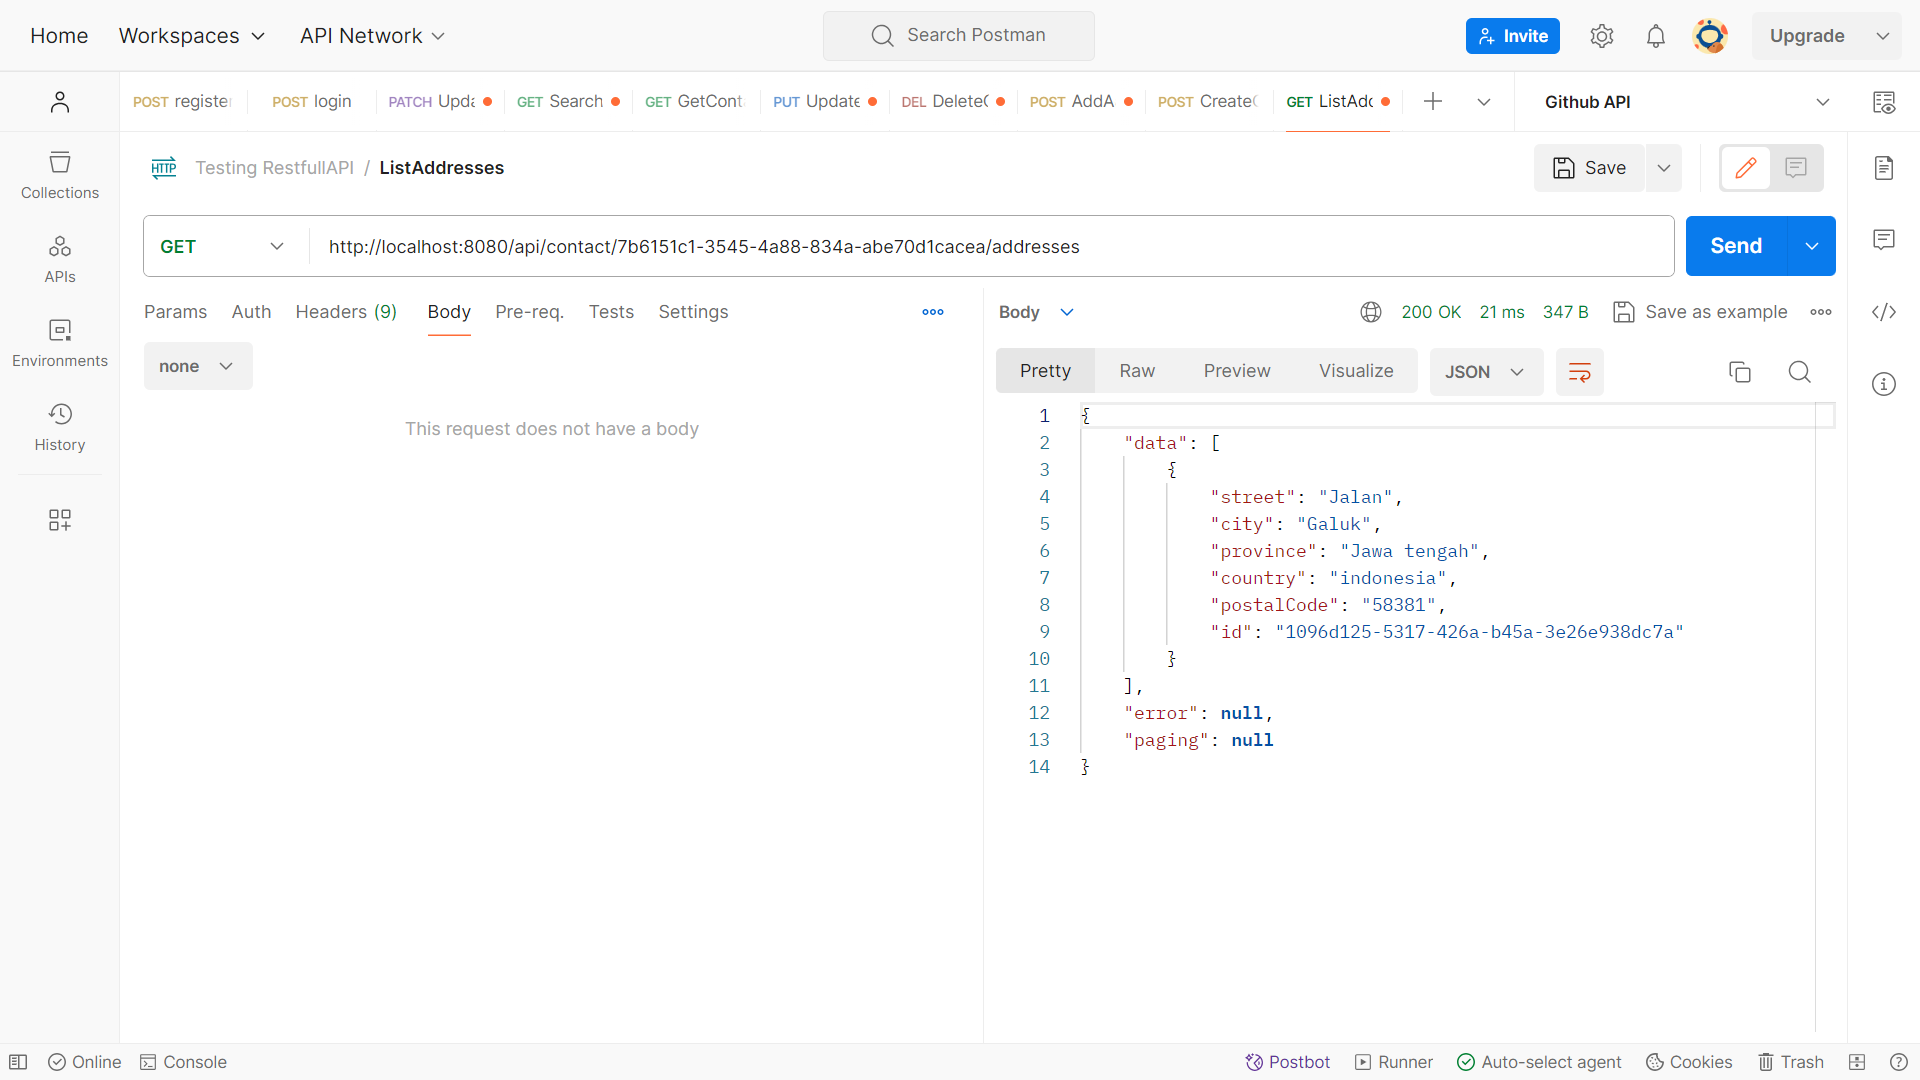 Home
Workspaces
API Network
Search Postman
Invite
Upgrade
POST registe
POST login
PATCH Upda
GET Search
GET GetCont
PUT Update
DEL Delete
POST AddA
POST Create
GET ListAdd
Github API
Collections
APIs
Environments
History
HTTP
Testing RestfullAPI / ListAddresses
Save
GET
http://localhost:8080/api/contact/7b6151c1-3545-4a88-834a-abe70d1cacea/addresses
Send
Params
Auth
Headers (9)
Body
Pre-req.
Tests
Settings
none
This request does not have a body
Body
200 OK
21 ms
347 B
Save as example
Pretty
Raw
Preview
Visualize
JSON
1 {
2 "data": [
3 {
4 "street": "Jalan",
5 "city": "Galuk",
6 "province": "Jawa tengah",
7 "country": "indonesia",
8 "postalCode": "58381",
9 "id": "1096d125-5317-426a-b45a-3e26e938dc7a"
10 }
11 ],
12 "error": null,
13 "paging": null
14 }
Online
Console
Postbot
Runner
Auto-select agent
Cookies
Trash